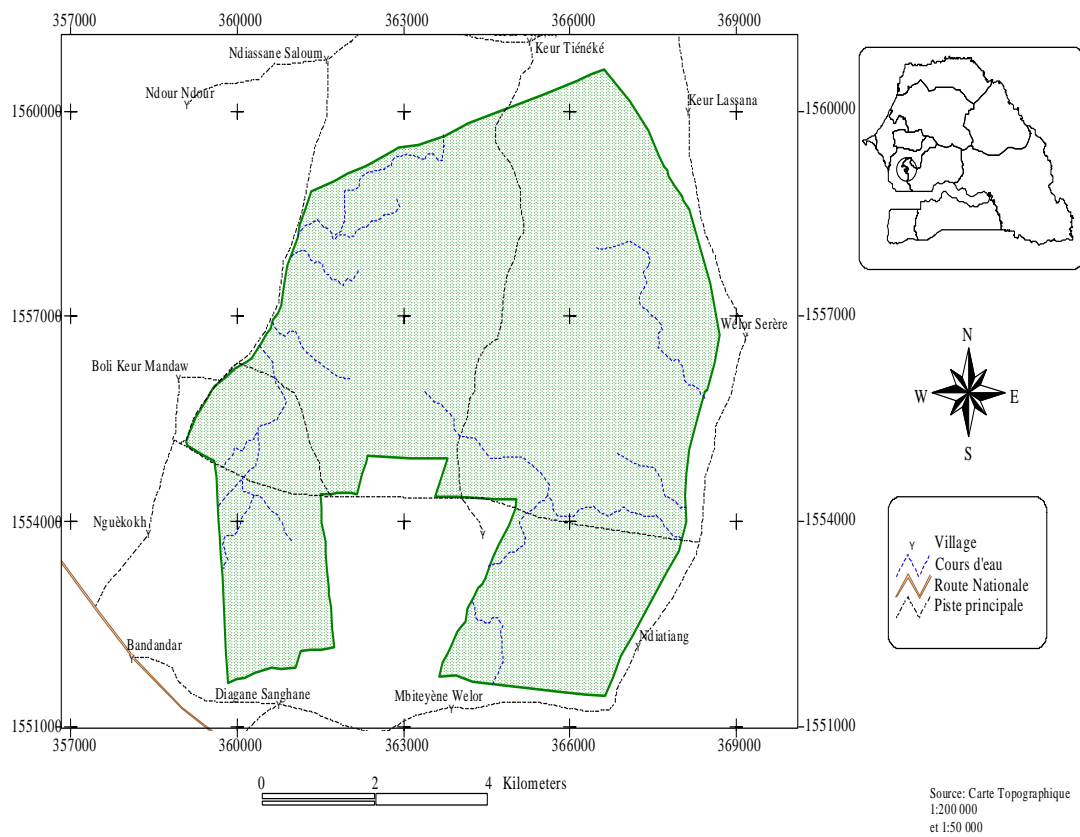 357000 360000 363000 366000 369000
Ndiassane Saloum
Keur Tiénéké
Ndour Ndour
Keur Lassana
1560000 1560000
1557000 1557000
Welor Serère
Boli Keur Mandaw
N
W E
S
1554000 1554000
Nguèkokh
Village
Cours d'eau
Route Nationale
Piste principale
Bandandar
Ndiatiang
Diagane Sanghane
Mbiteyène Welor
1551000 1551000
357000 360000 363000 366000 369000
0 2 4 Kilometers
Source: Carte Topographique
1:200 000
et 1:50 000